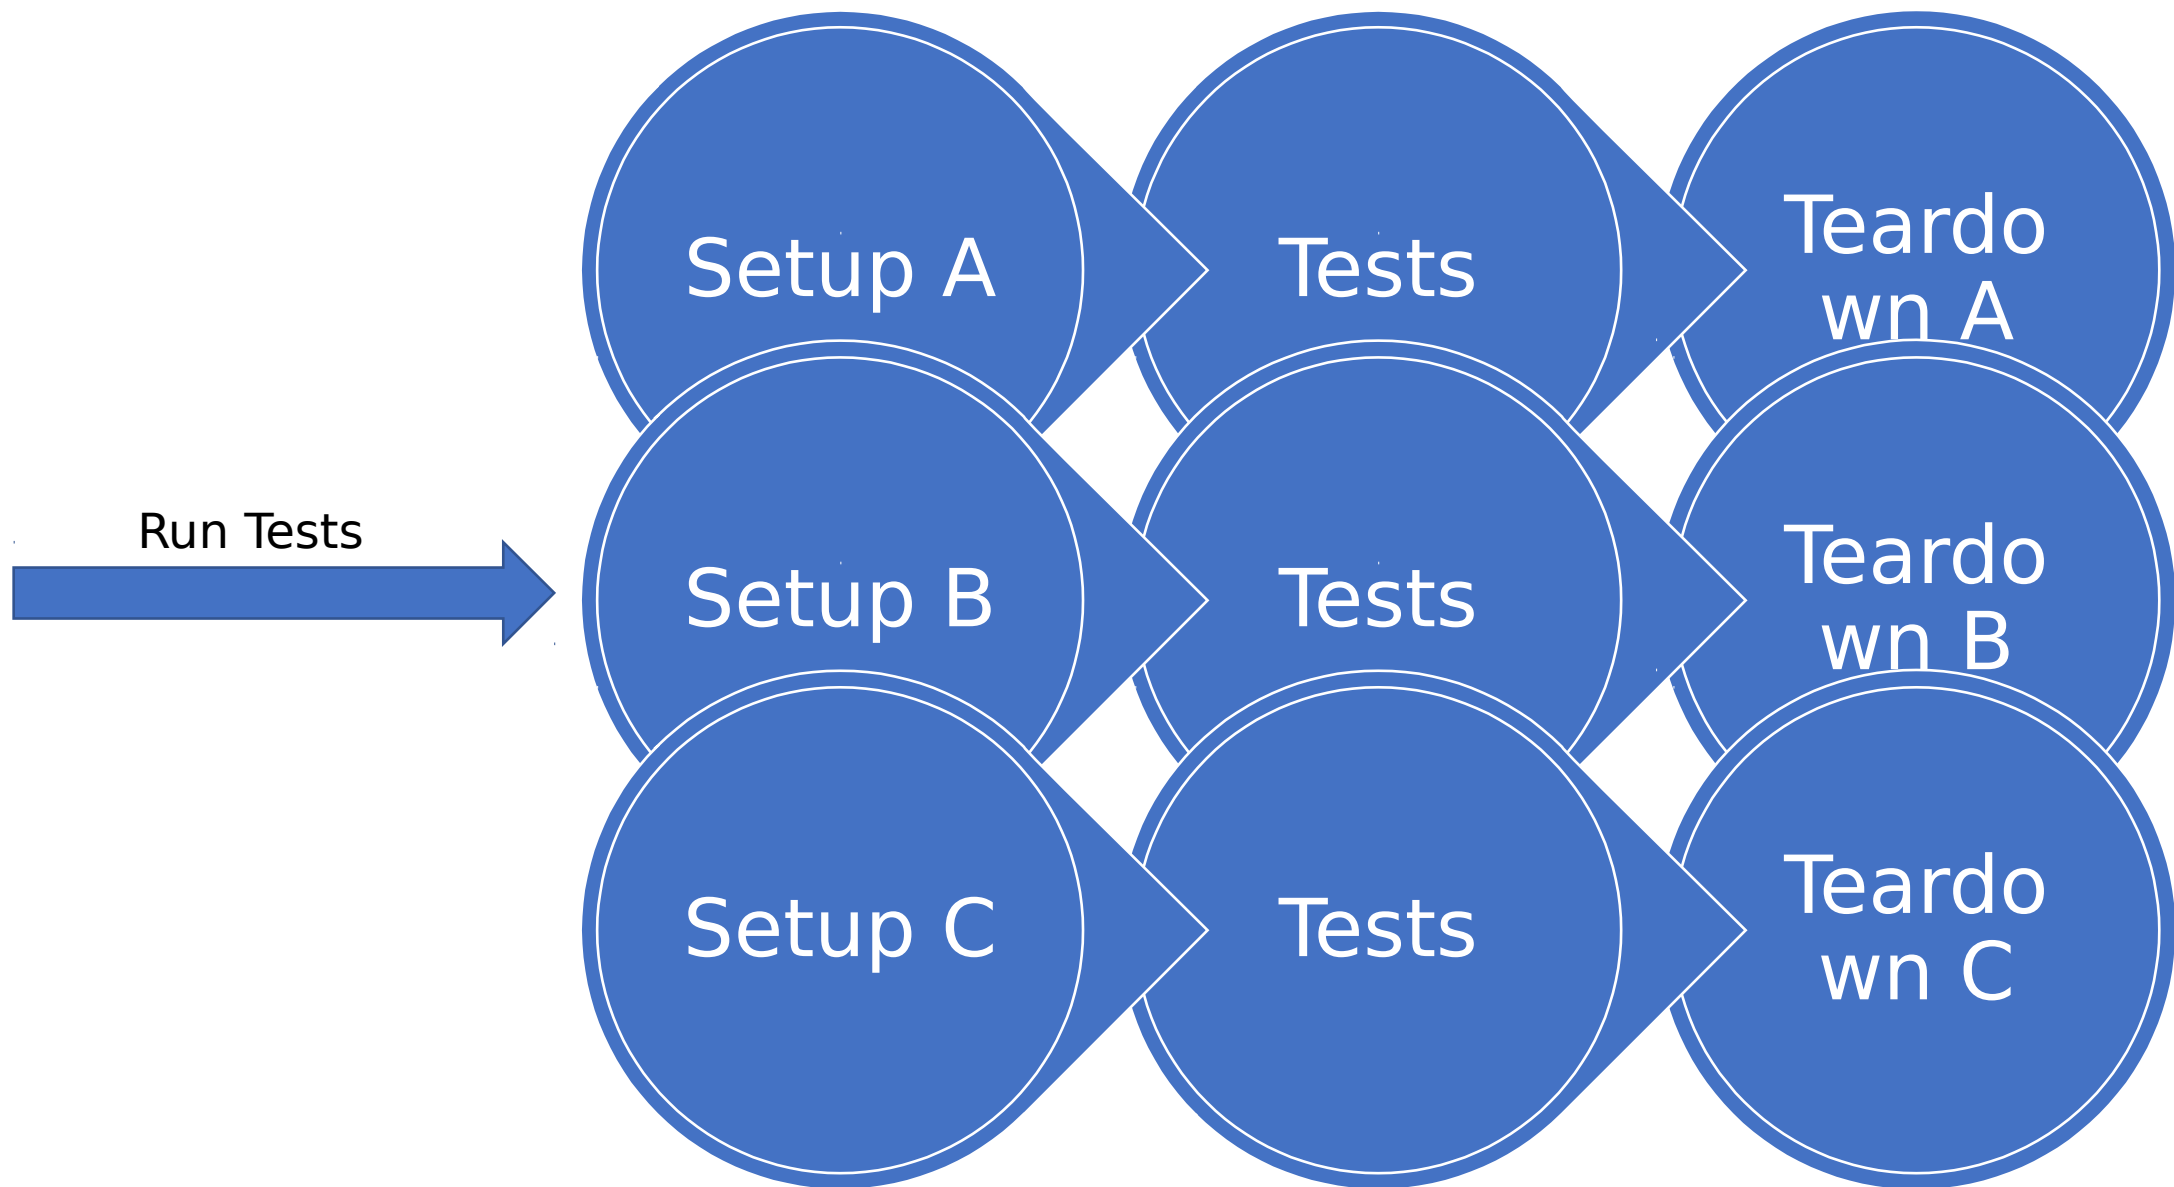 Setup A
Tests
Teardo
wn A
Run Tests
Setup B
Tests
Teardo
wn B
Setup C
Tests
Teardo
wn C